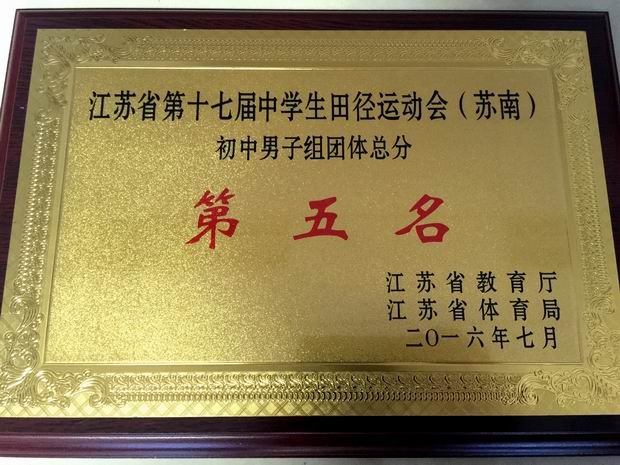 江苏省第十七届中学生田径运动会（苏南）
初中男子组团体总分
第五名
江苏省教育厅
江苏省体育局
二〇一六年七月